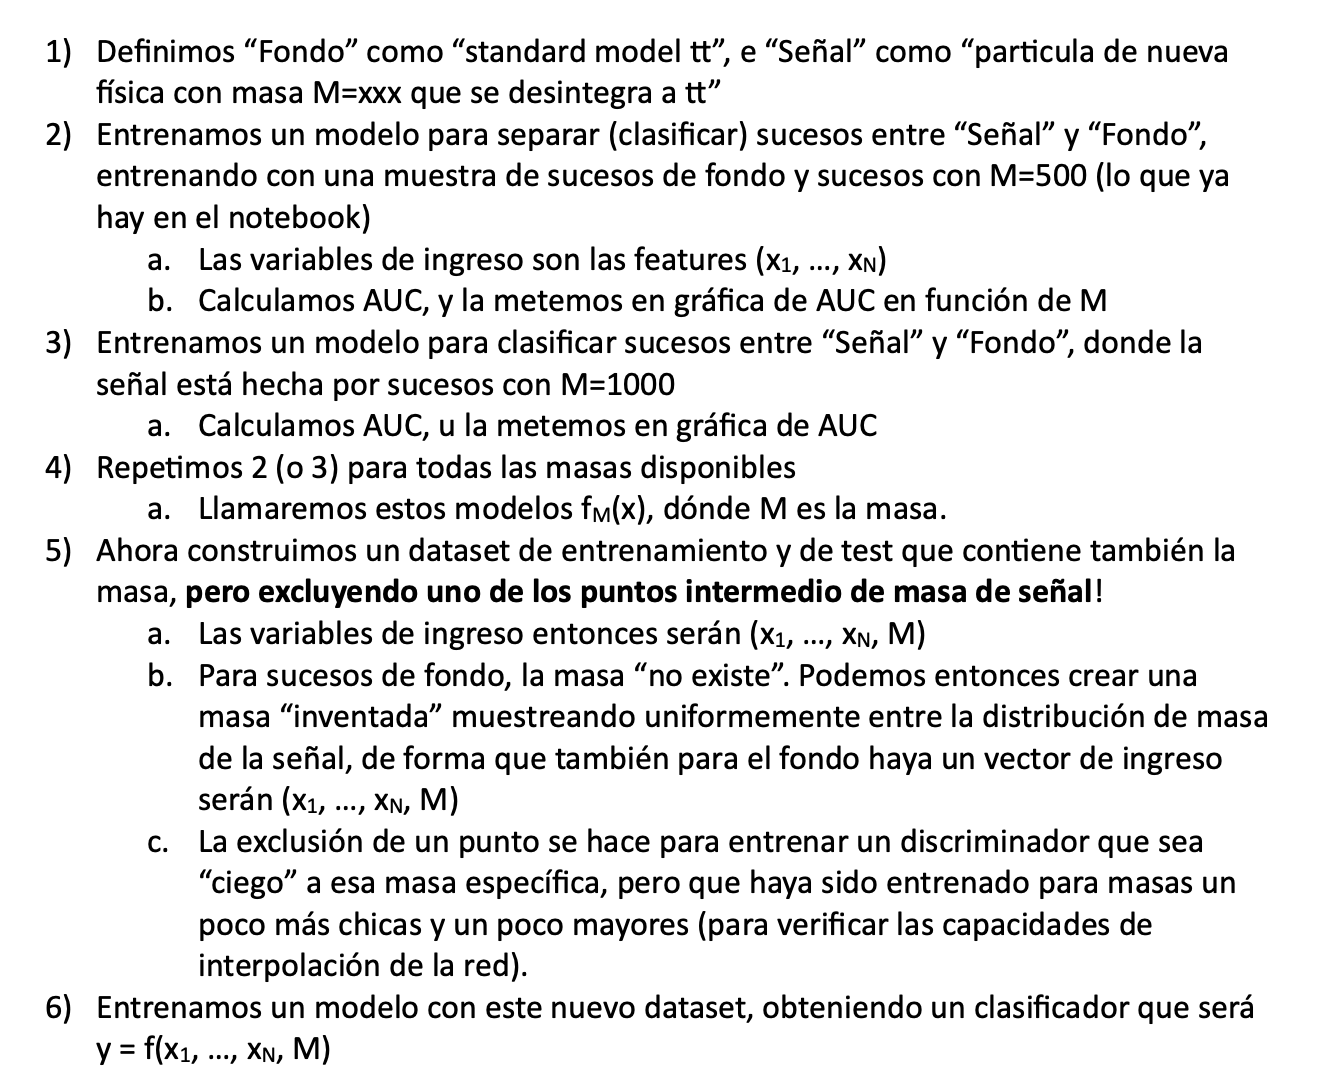 1) Definimos “Fondo” como “standard model tt”, e “Señal” como “particula de nueva
física con masa M=xxx que se desintegra a tt”
2) Entrenamos un modelo para separar (clasificar) sucesos entre “Señal” y “Fondo”,
entrenando con una muestra de sucesos de fondo y sucesos con M=500 (lo que ya
hay en el notebook)
a. Las variables de ingreso son las features (x₁, ..., x_N)
b. Calculamos AUC, y la metemos en gráfica de AUC en función de M
3) Entrenamos un modelo para clasificar sucesos entre “Señal” y “Fondo”, donde la
señal está hecha por sucesos con M=1000
a. Calculamos AUC, u la metemos en gráfica de AUC
4) Repetimos 2 (o 3) para todas las masas disponibles
a. Llamaremos estos modelos f_M(x), dónde M es la masa.
5) Ahora construimos un dataset de entrenamiento y de test que contiene también la
masa, pero excluyendo uno de los puntos intermedio de masa de señal!
a. Las variables de ingreso entonces serán (x₁, ..., x_N, M)
b. Para sucesos de fondo, la masa “no existe”. Podemos entonces crear una
masa “inventada” muestreando uniformemente entre la distribución de masa
de la señal, de forma que también para el fondo haya un vector de ingreso
serán (x₁, ..., x_N, M)
c. La exclusión de un punto se hace para entrenar un discriminador que sea
“ciego” a esa masa específica, pero que haya sido entrenado para masas un
poco más chicas y un poco mayores (para verificar las capacidades de
interpolación de la red).
6) Entrenamos un modelo con este nuevo dataset, obteniendo un clasificador que será
y = f(x₁, ..., x_N, M)